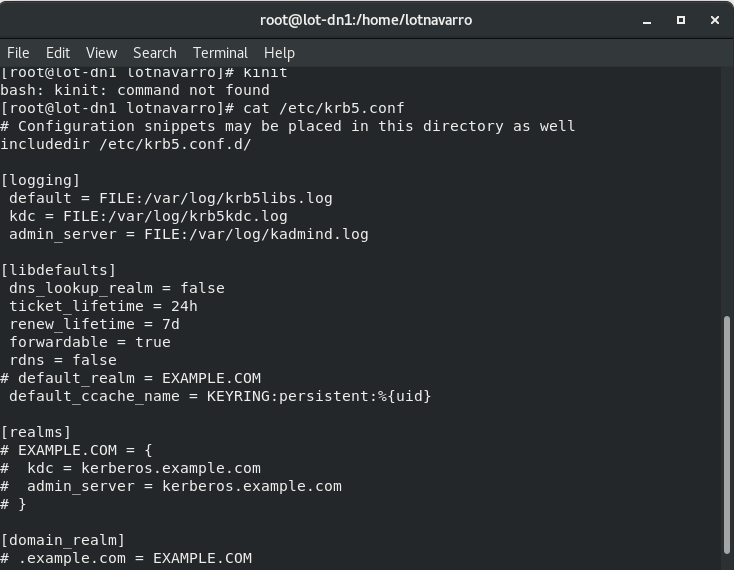 root@lot-dn1:/home/lotnavarro
File Edit View Search Terminal Help
[root@lot-dn1 lotnavarro]# kinit
bash: kinit: command not found
[root@lot-dn1 lotnavarro]# cat /etc/krb5.conf
# Configuration snippets may be placed in this directory as well
includedir /etc/krb5.conf.d/

[logging]
 default = FILE:/var/log/krb5libs.log
 kdc = FILE:/var/log/krb5kdc.log
 admin_server = FILE:/var/log/kadmind.log

[libdefaults]
 dns_lookup_realm = false
 ticket_lifetime = 24h
 renew_lifetime = 7d
 forwardable = true
 rdns = false
# default_realm = EXAMPLE.COM
 default_ccache_name = KEYRING:persistent:%{uid}

[realms]
# EXAMPLE.COM = {
#  kdc = kerberos.example.com
#  admin_server = kerberos.example.com
# }

[domain_realm]
# .example.com = EXAMPLE.COM